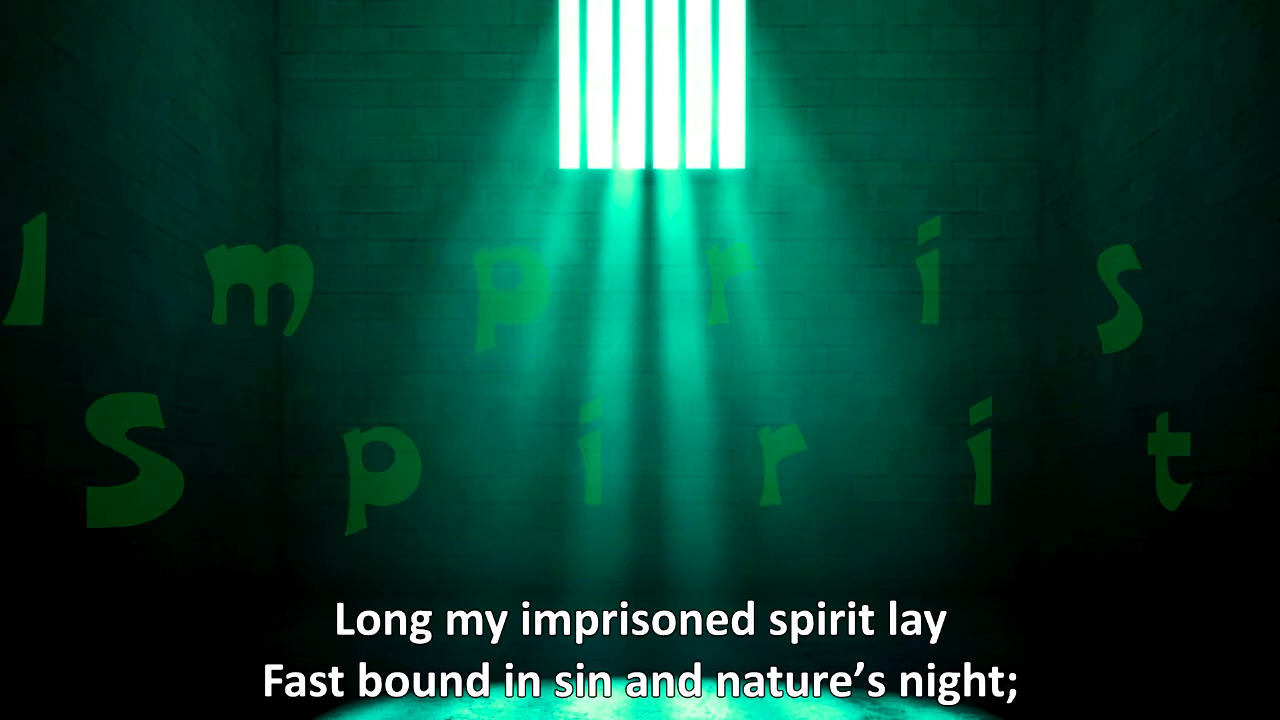 I m p r i s
S p i r i t
Long my imprisoned spirit lay
Fast bound in sin and nature’s night;